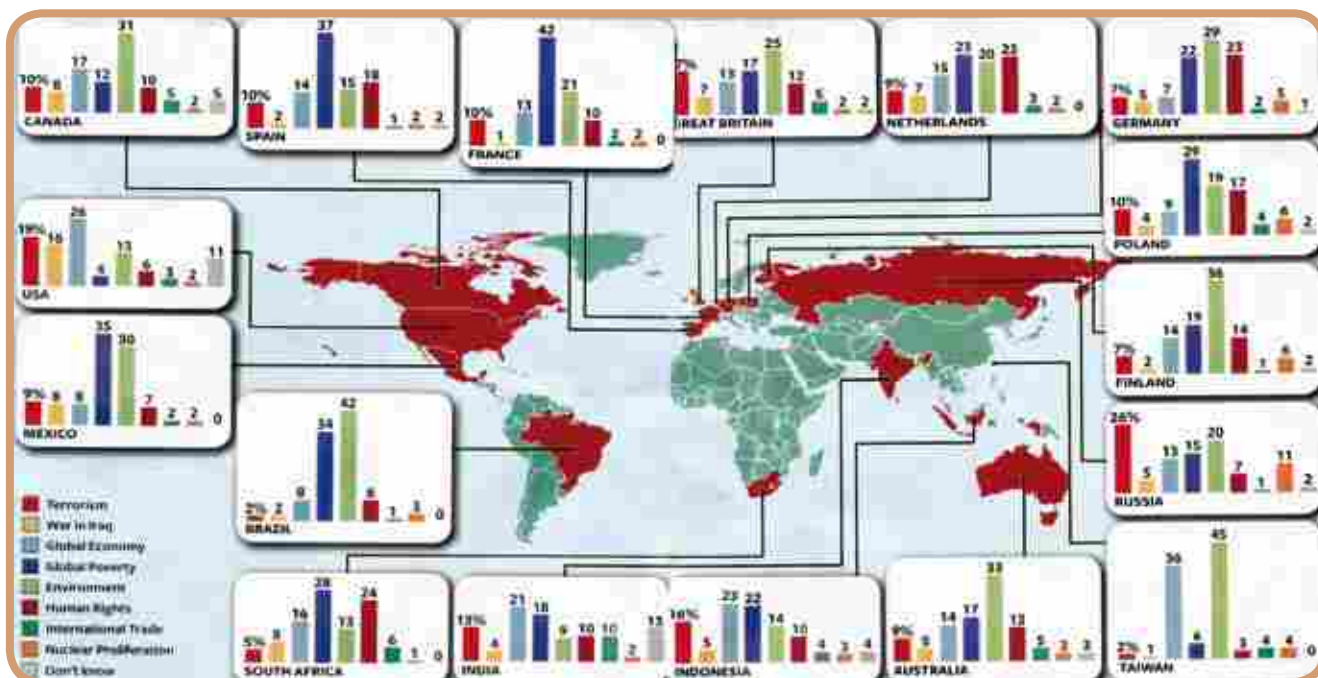 10% 8 17 12 31 10 5 2 5
CANADA
10% 2 14 37 15 18 1 2 2
SPAIN
10% 1 13 42 21 10 2 2 0
FRANCE
7 13 17 25 12 5 2 2
GREAT BRITAIN
9% 7 15 23 20 23 3 2 0
NETHERLANDS
7% 5 7 22 29 23 2 5 1
GERMANY
10% 4 9 29 19 17 4 6 2
POLAND
19% 16 26 13 6 3 2 11
USA
7% 2 14 19 36 14 1 6 2
FINLAND
9% 8 8 35 30 7 2 2 0
MEXICO
26% 5 13 15 20 7 1 11 2
RUSSIA
2% 2 8 34 42 8 1 3 0
BRAZIL
2% 1 36 6 45 3 4 4 0
TAIWAN
5% 8 16 28 13 24 6 1 0
SOUTH AFRICA
13% 4 21 18 9 10 10 2 13
INDIA
16% 5 23 22 14 10 4 3 4
INDONESIA
9% 5 14 17 33 13 5 2 3
AUSTRALIA
Terrorism
War in Iraq
Global Economy
Global Poverty
Environment
Human Rights
International Trade
Nuclear Proliferation
Don't know